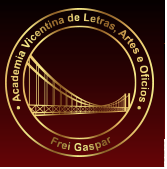 • Academia Vicentina de Letras, Artes e Ofícios •
Frei Gaspar